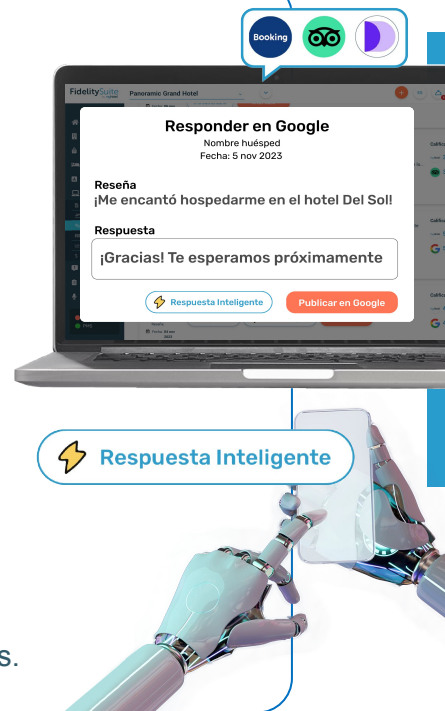 Booking
FidelitySuite
Panoramic Grand Hotel
Responder en Google
Nombre huésped
Fecha: 5 nov 2023
Reseña
¡Me encantó hospedarme en el hotel Del Sol!
Respuesta
¡Gracias! Te esperamos próximamente
Respuesta Inteligente
Publicar en Google
Respuesta Inteligente
s.